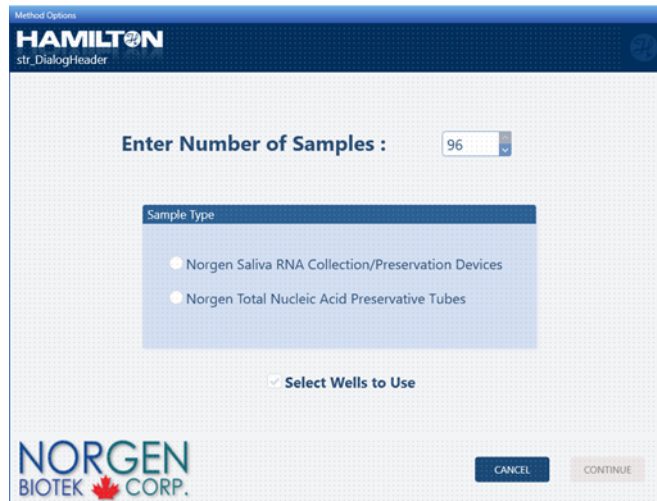 Method Options
HAMILTON
str_DialogHeader
Enter Number of Samples :
96
Sample Type
Norgen Saliva RNA Collection/Preservation Devices
Norgen Total Nucleic Acid Preservative Tubes
Select Wells to Use
NORGEN
BIOTEK CORP.
CANCEL
CONTINUE